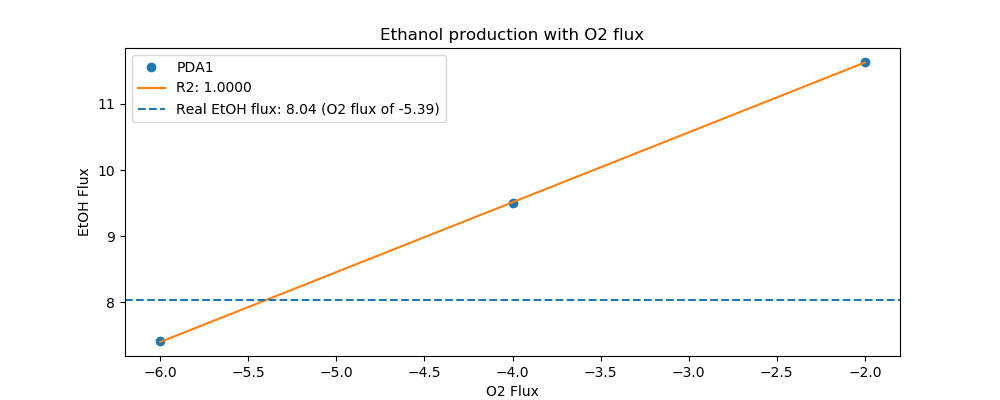 Ethanol production with O2 flux
PDA1
R2: 1.0000
Real EtOH flux: 8.04 (O2 flux of -5.39)
EtOH Flux
11
10
9
8
−6.0 −5.5 −5.0 −4.5 −4.0 −3.5 −3.0 −2.5 −2.0
O2 Flux